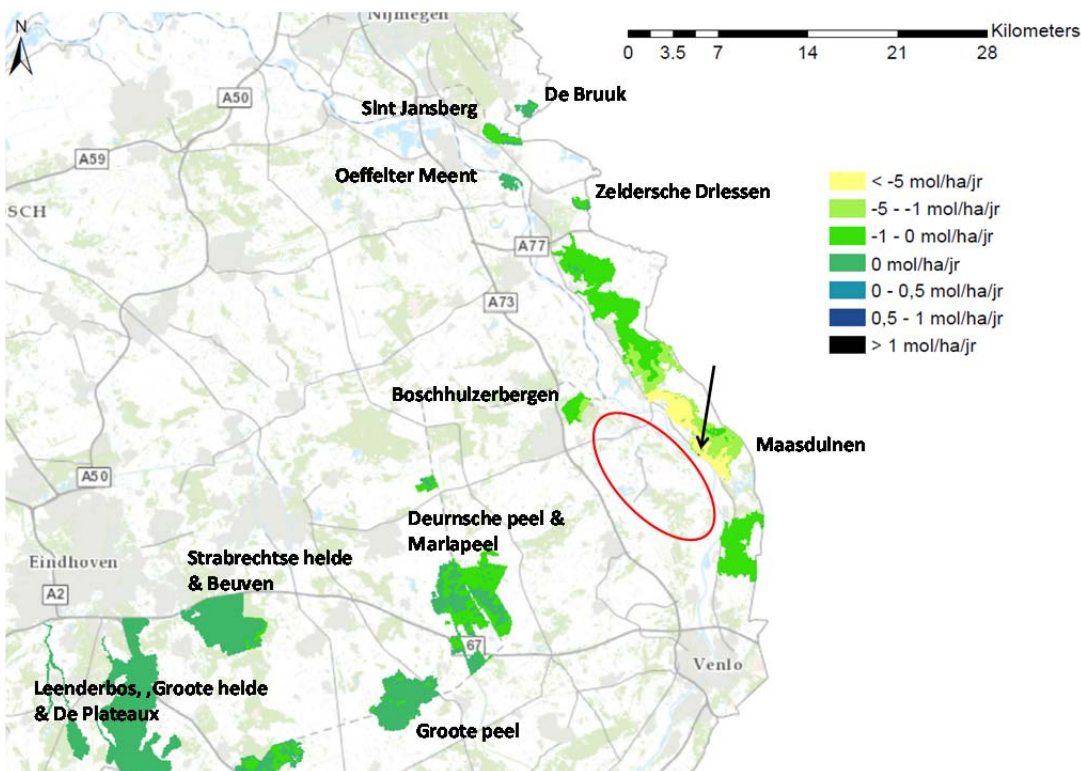 N
Nijmegen
Kilometers
0 3.5 7 14 21 28
A50
De Bruuk
Sint Jansberg
A59
Oeffelter Meent
Zeldersche Driessen
< -5 mol/ha/jr
-5 - -1 mol/ha/jr
-1 - 0 mol/ha/jr
0 mol/ha/jr
0 - 0,5 mol/ha/jr
0,5 - 1 mol/ha/jr
> 1 mol/ha/jr
SCH
A77
A73
Boschhuizerbergen
Maasduinen
A50
Deurnsche peel &
Mariapeel
Eindhoven
Strabrechtse heide
& Beuven
A2
67
Venlo
Leenderbos, ,Groote heide
& De Plateaux
Groote peel